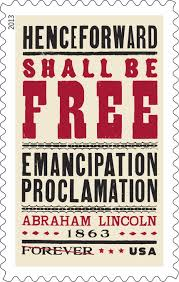 2013
HENCEFORWARD
SHALL BE
FREE
EMANCIPATION
PROCLAMATION
ABRAHAM LINCOLN
1863
FOREVER USA